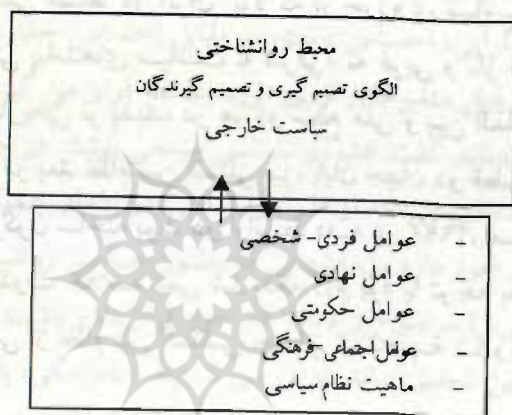 محیط روانشناختی
الگوی تصمیم گیری و تصمیم گیرندگان
سیاست خارجی
- عوامل فردی- شخصی
- عوامل نهادی
- عوامل حکومتی
- عوامل اجتماعی-فرهنگی
- ماهیت نظام سیاسی